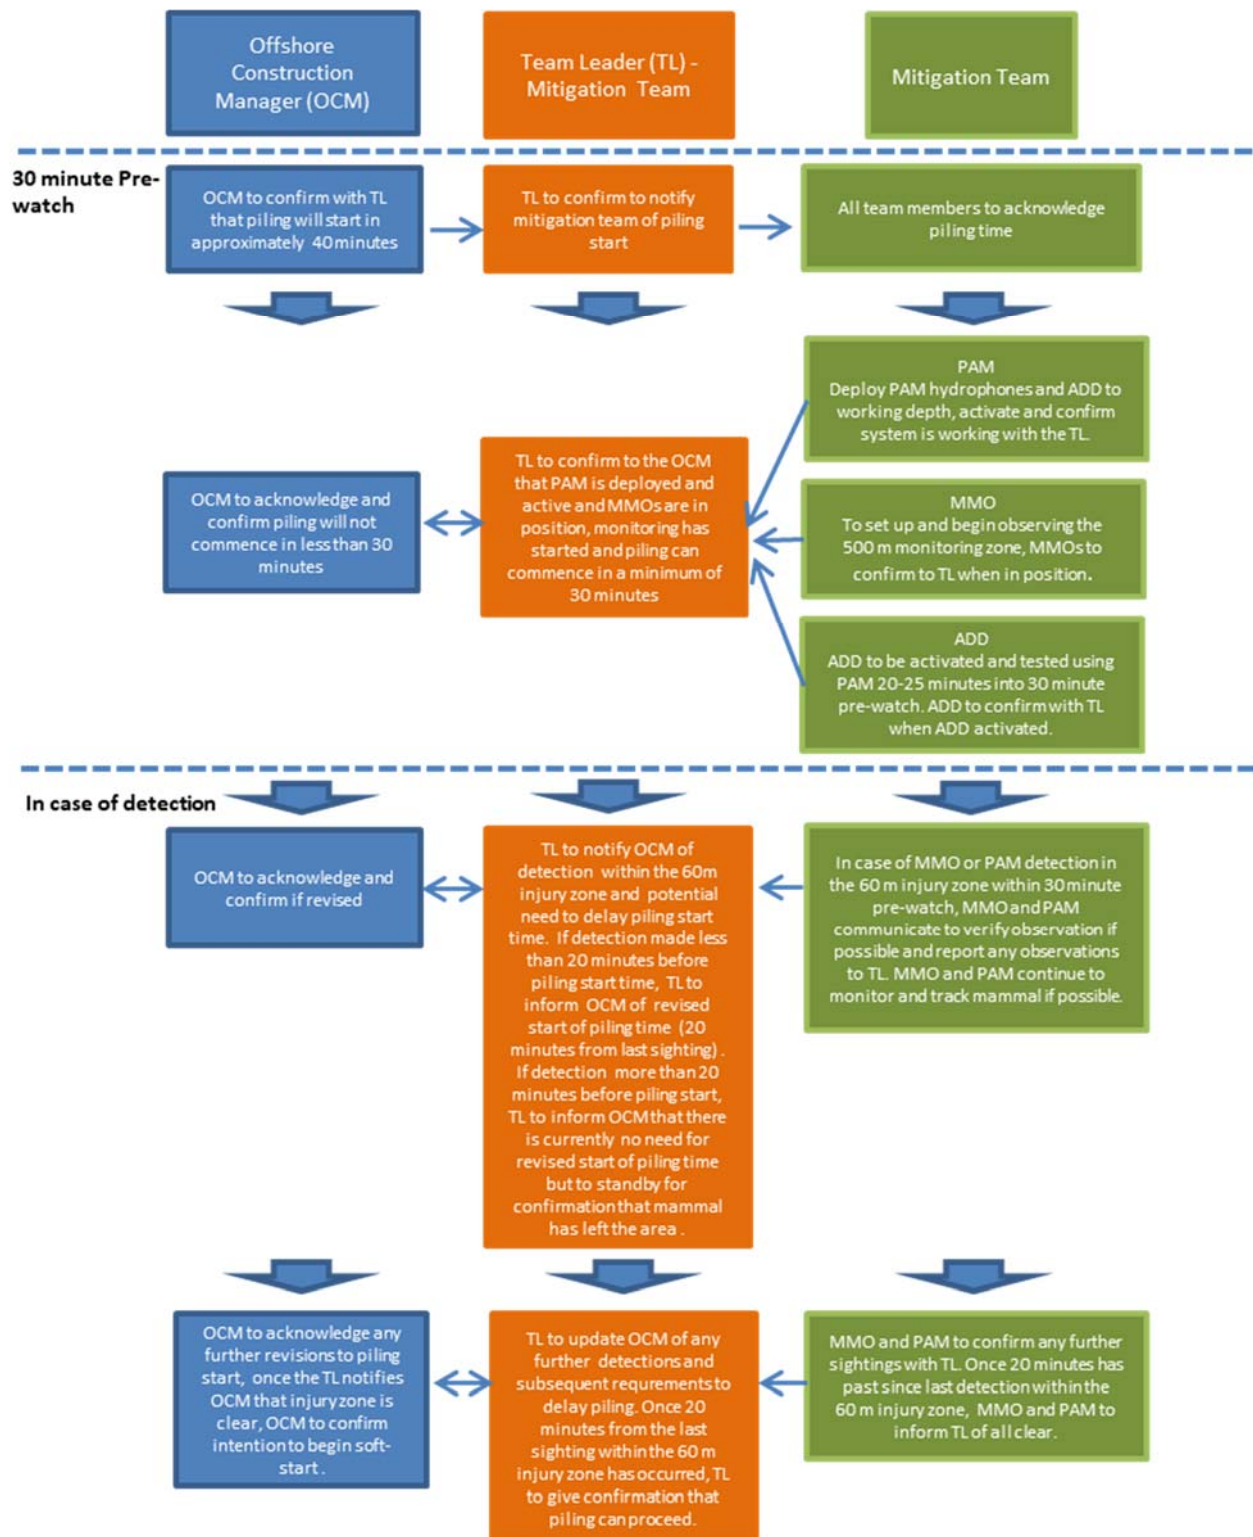 Offshore
Construction
Manager (OCM)
Team Leader (TL) -
Mitigation Team
Mitigation Team
30 minute Pre-
watch
OCM to confirm with TL
that piling will start in
approximately 40 minutes
TL to confirm to notify
mitigation team of piling
start
All team members to acknowledge
piling time
PAM
Deploy PAM hydrophones and ADD to
working depth, activate and confirm
system is working with the TL.
OCM to acknowledge and
confirm piling will not
commence in less than 30
minutes
TL to confirm to the OCM
that PAM is deployed and
active and MMOs are in
position, monitoring has
started and piling can
commence in a minimum of
30 minutes
MMO
To set up and begin observing the
500 m monitoring zone, MMOs to
confirm to TL when in position.
ADD
ADD to be activated and tested using
PAM 20-25 minutes into 30 minute
pre-watch. ADD to confirm with TL
when ADD activated.
In case of detection
OCM to acknowledge and
confirm if revised
TL to notify OCM of
detection within the 60m
injury zone and potential
need to delay piling start
time. If detection made less
than 20 minutes before
piling start time, TL to
inform OCM of revised
start of piling time (20
minutes from last sighting) .
If detection more than 20
minutes before piling start,
TL to inform OCM that there
is currently no need for
revised start of piling time
but to standby for
confirmation that mammal
has left the area .
In case of MMO or PAM detection in
the 60 m injury zone within 30 minute
pre-watch, MMO and PAM
communicate to verify observation if
possible and report any observations
to TL. MMO and PAM continue to
monitor and track mammal if possible.
OCM to acknowledge any
further revisions to piling
start, once the TL notifies
OCM that injury zone is
clear, OCM to confirm
intention to begin soft-
start .
TL to update OCM of any
further detections and
subsequent requrements to
delay piling. Once 20
minutes from the last
sighting within the 60 m
injury zone has occurred, TL
to give confirmation that
piling can proceed.
MMO and PAM to confirm any further
sightings with TL. Once 20 minutes has
past since last detection within the
60 m injury zone, MMO and PAM to
inform TL of all clear.